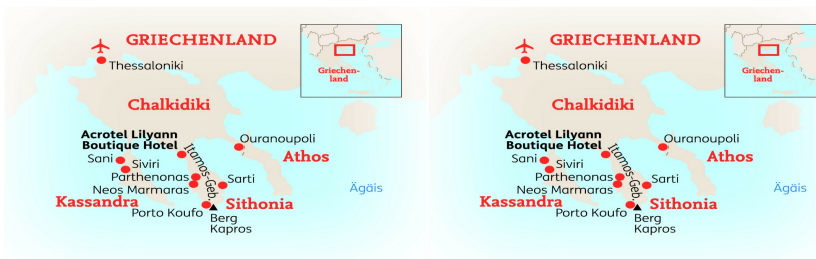 GRIECHENLAND
Thessaloniki
Griechen-
land
Chalkidiki
Acrotel Lilyann
Boutique Hotel
Ouranoupoli
Itamos-Geb.
Sani
Siviri
Athos
Parthenonas
Sarti
Neos Marmaras
Ägäis
Kassandra
Sithonia
Porto Koufo
Berg
Kapros
GRIECHENLAND
Thessaloniki
Griechen-
land
Chalkidiki
Acrotel Lilyann
Boutique Hotel
Ouranoupoli
Itamos-Geb.
Sani
Siviri
Athos
Parthenonas
Sarti
Neos Marmaras
Ägäis
Kassandra
Sithonia
Porto Koufo
Berg
Kapros